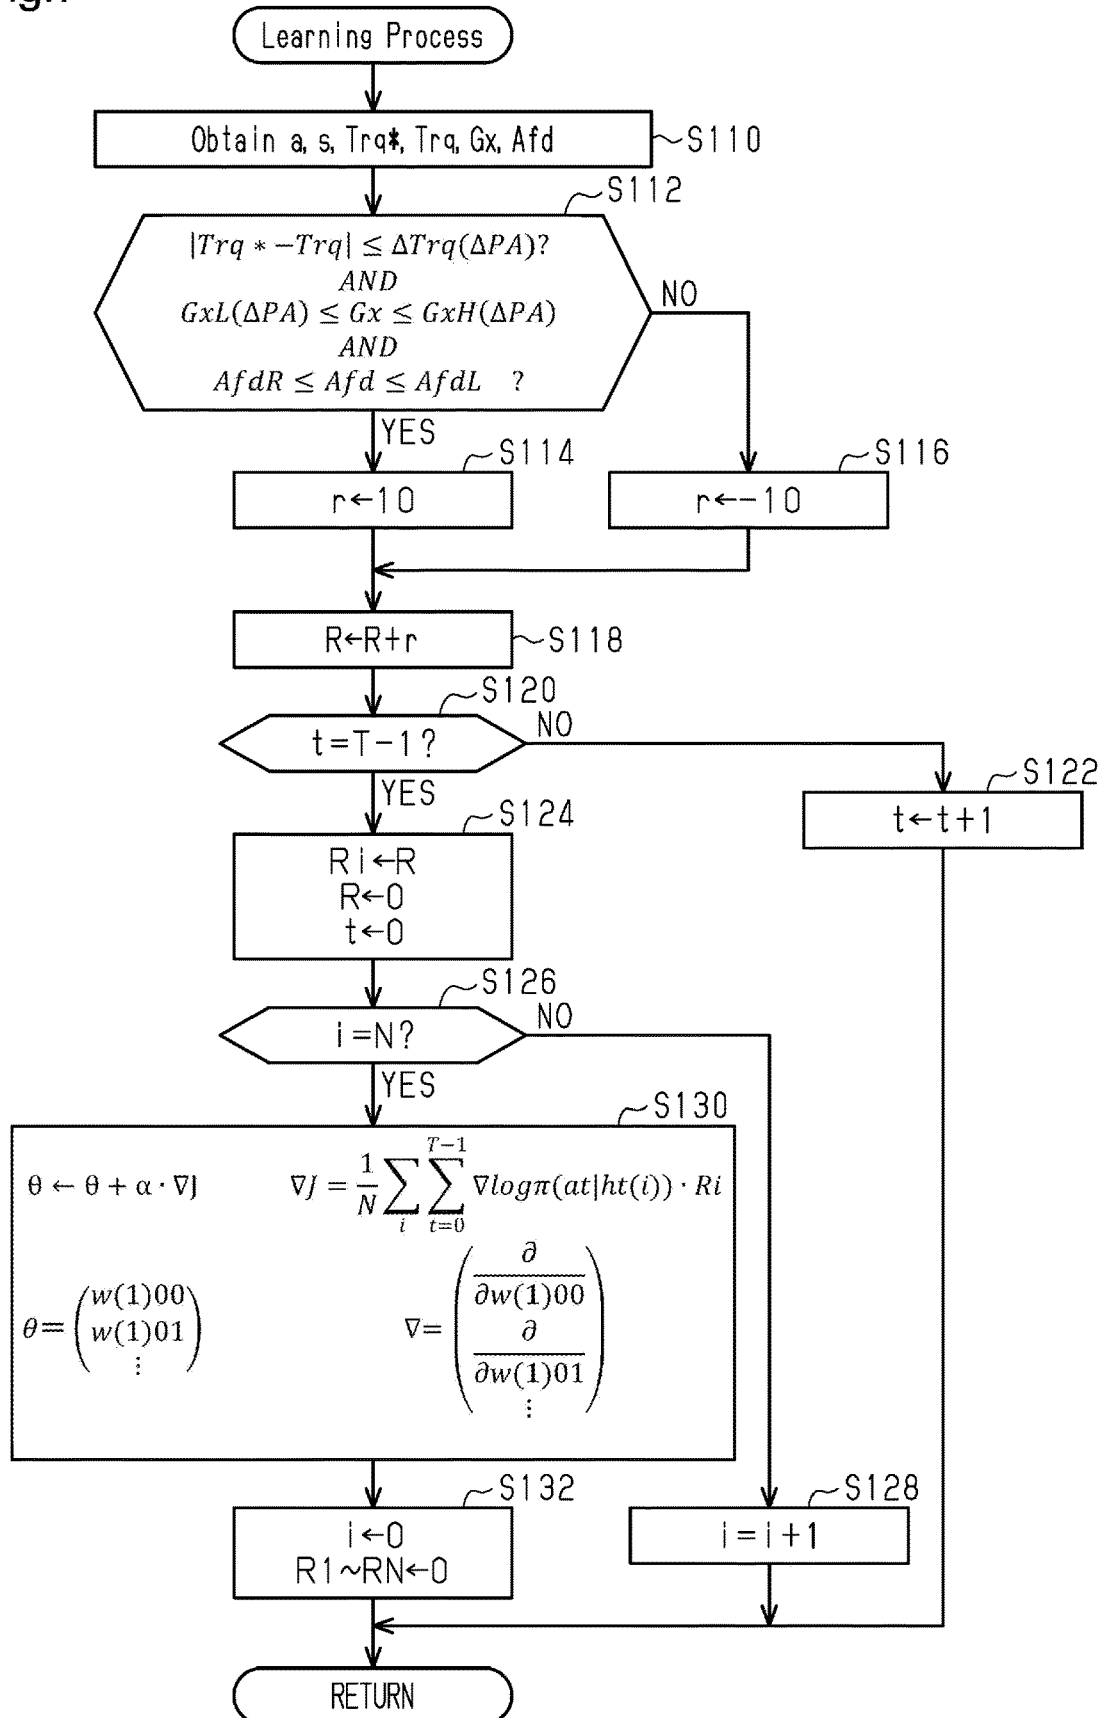 Learning Process
Obtain a, s, Trq*, Trq, Gx, Afd
S110
S112
|Trq * −Trq| ≤ ΔTrq(ΔPA)?
AND
GxL(ΔPA) ≤ Gx ≤ GxH(ΔPA)
AND
AfdR ≤ Afd ≤ AfdL ?
NO
YES
S114
r←10
S116
r←−10
R←R+r
S118
S120
t=T−1?
NO
YES
S122
t←t+1
S124
Ri←R
R←0
t←0
S126
i=N?
NO
YES
S130
θ ← θ + α · ∇J
∇J = 1/N ∑i ∑t=0 T−1 ∇logπ(at|ht(i)) · Ri
θ = (w(1)00
w(1)01
⋮)
∇= (∂/∂w(1)00
∂/∂w(1)01
⋮)
S132
i←0
R1~RN←0
S128
i=i+1
RETURN